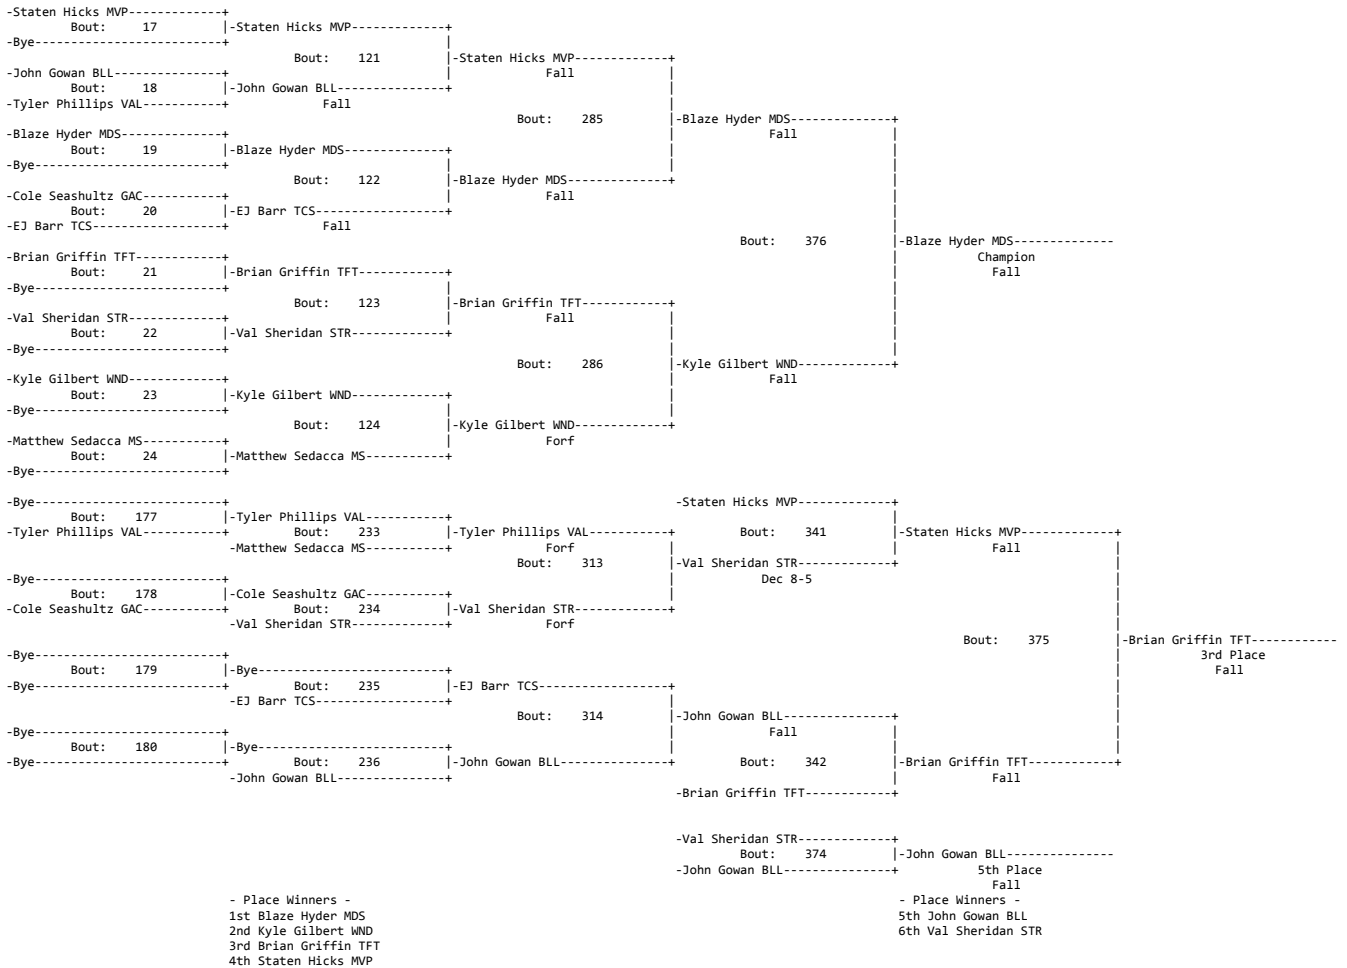 -Staten Hicks MVP-------------+
Bout: 17 |-Staten Hicks MVP-------------+
-Bye--------------------------+ |
Bout: 121 |-Staten Hicks MVP-------------+
-John Gowan BLL---------------+ | Fall |
Bout: 18 |-John Gowan BLL---------------+ |
-Tyler Phillips VAL-----------+ Fall |
Bout: 285 |-Blaze Hyder MDS--------------+
-Blaze Hyder MDS--------------+ | Fall |
Bout: 19 |-Blaze Hyder MDS--------------+ | |
-Bye--------------------------+ | | |
Bout: 122 |-Blaze Hyder MDS--------------+ |
-Cole Seashultz GAC-----------+ | Fall |
Bout: 20 |-EJ Barr TCS------------------+ |
-EJ Barr TCS------------------+ Fall |
Bout: 376 |-Blaze Hyder MDS--------------
-Brian Griffin TFT------------+ | Champion
Bout: 21 |-Brian Griffin TFT------------+ | Fall
-Bye--------------------------+ | |
Bout: 123 |-Brian Griffin TFT------------+ |
-Val Sheridan STR-------------+ | Fall | |
Bout: 22 |-Val Sheridan STR-------------+ | |
-Bye--------------------------+ | |
Bout: 286 |-Kyle Gilbert WND-------------+
-Kyle Gilbert WND-------------+ | Fall
Bout: 23 |-Kyle Gilbert WND-------------+ |
-Bye--------------------------+ | |
Bout: 124 |-Kyle Gilbert WND-------------+
-Matthew Sedacca MS-----------+ | Forf
Bout: 24 |-Matthew Sedacca MS-----------+
-Bye--------------------------+
-Bye--------------------------+ -Staten Hicks MVP-------------+
Bout: 177 |-Tyler Phillips VAL-----------+ |
-Tyler Phillips VAL-----------+ Bout: 233 |-Tyler Phillips VAL-----------+ Bout: 341 |-Staten Hicks MVP-------------+
-Matthew Sedacca MS-----------+ Forf | | Fall |
Bout: 313 |-Val Sheridan STR-------------+ |
-Bye--------------------------+ | Dec 8-5 |
Bout: 178 |-Cole Seashultz GAC-----------+ | |
-Cole Seashultz GAC-----------+ Bout: 234 |-Val Sheridan STR-------------+ |
-Val Sheridan STR-------------+ Forf |
Bout: 375 |-Brian Griffin TFT------------
-Bye--------------------------+ | 3rd Place
Bout: 179 |-Bye--------------------------+ | Fall
-Bye--------------------------+ Bout: 235 |-EJ Barr TCS------------------+ |
-EJ Barr TCS------------------+ | |
Bout: 314 |-John Gowan BLL---------------+ |
-Bye--------------------------+ | Fall | |
Bout: 180 |-Bye--------------------------+ | | |
-Bye--------------------------+ Bout: 236 |-John Gowan BLL---------------+ Bout: 342 |-Brian Griffin TFT------------+
-John Gowan BLL---------------+ | Fall
-Brian Griffin TFT------------+
-Val Sheridan STR-------------+
Bout: 374 |-John Gowan BLL---------------
-John Gowan BLL---------------+ 5th Place
Fall
- Place Winners - - Place Winners -
1st Blaze Hyder MDS 5th John Gowan BLL
2nd Kyle Gilbert WND 6th Val Sheridan STR
3rd Brian Griffin TFT
4th Staten Hicks MVP